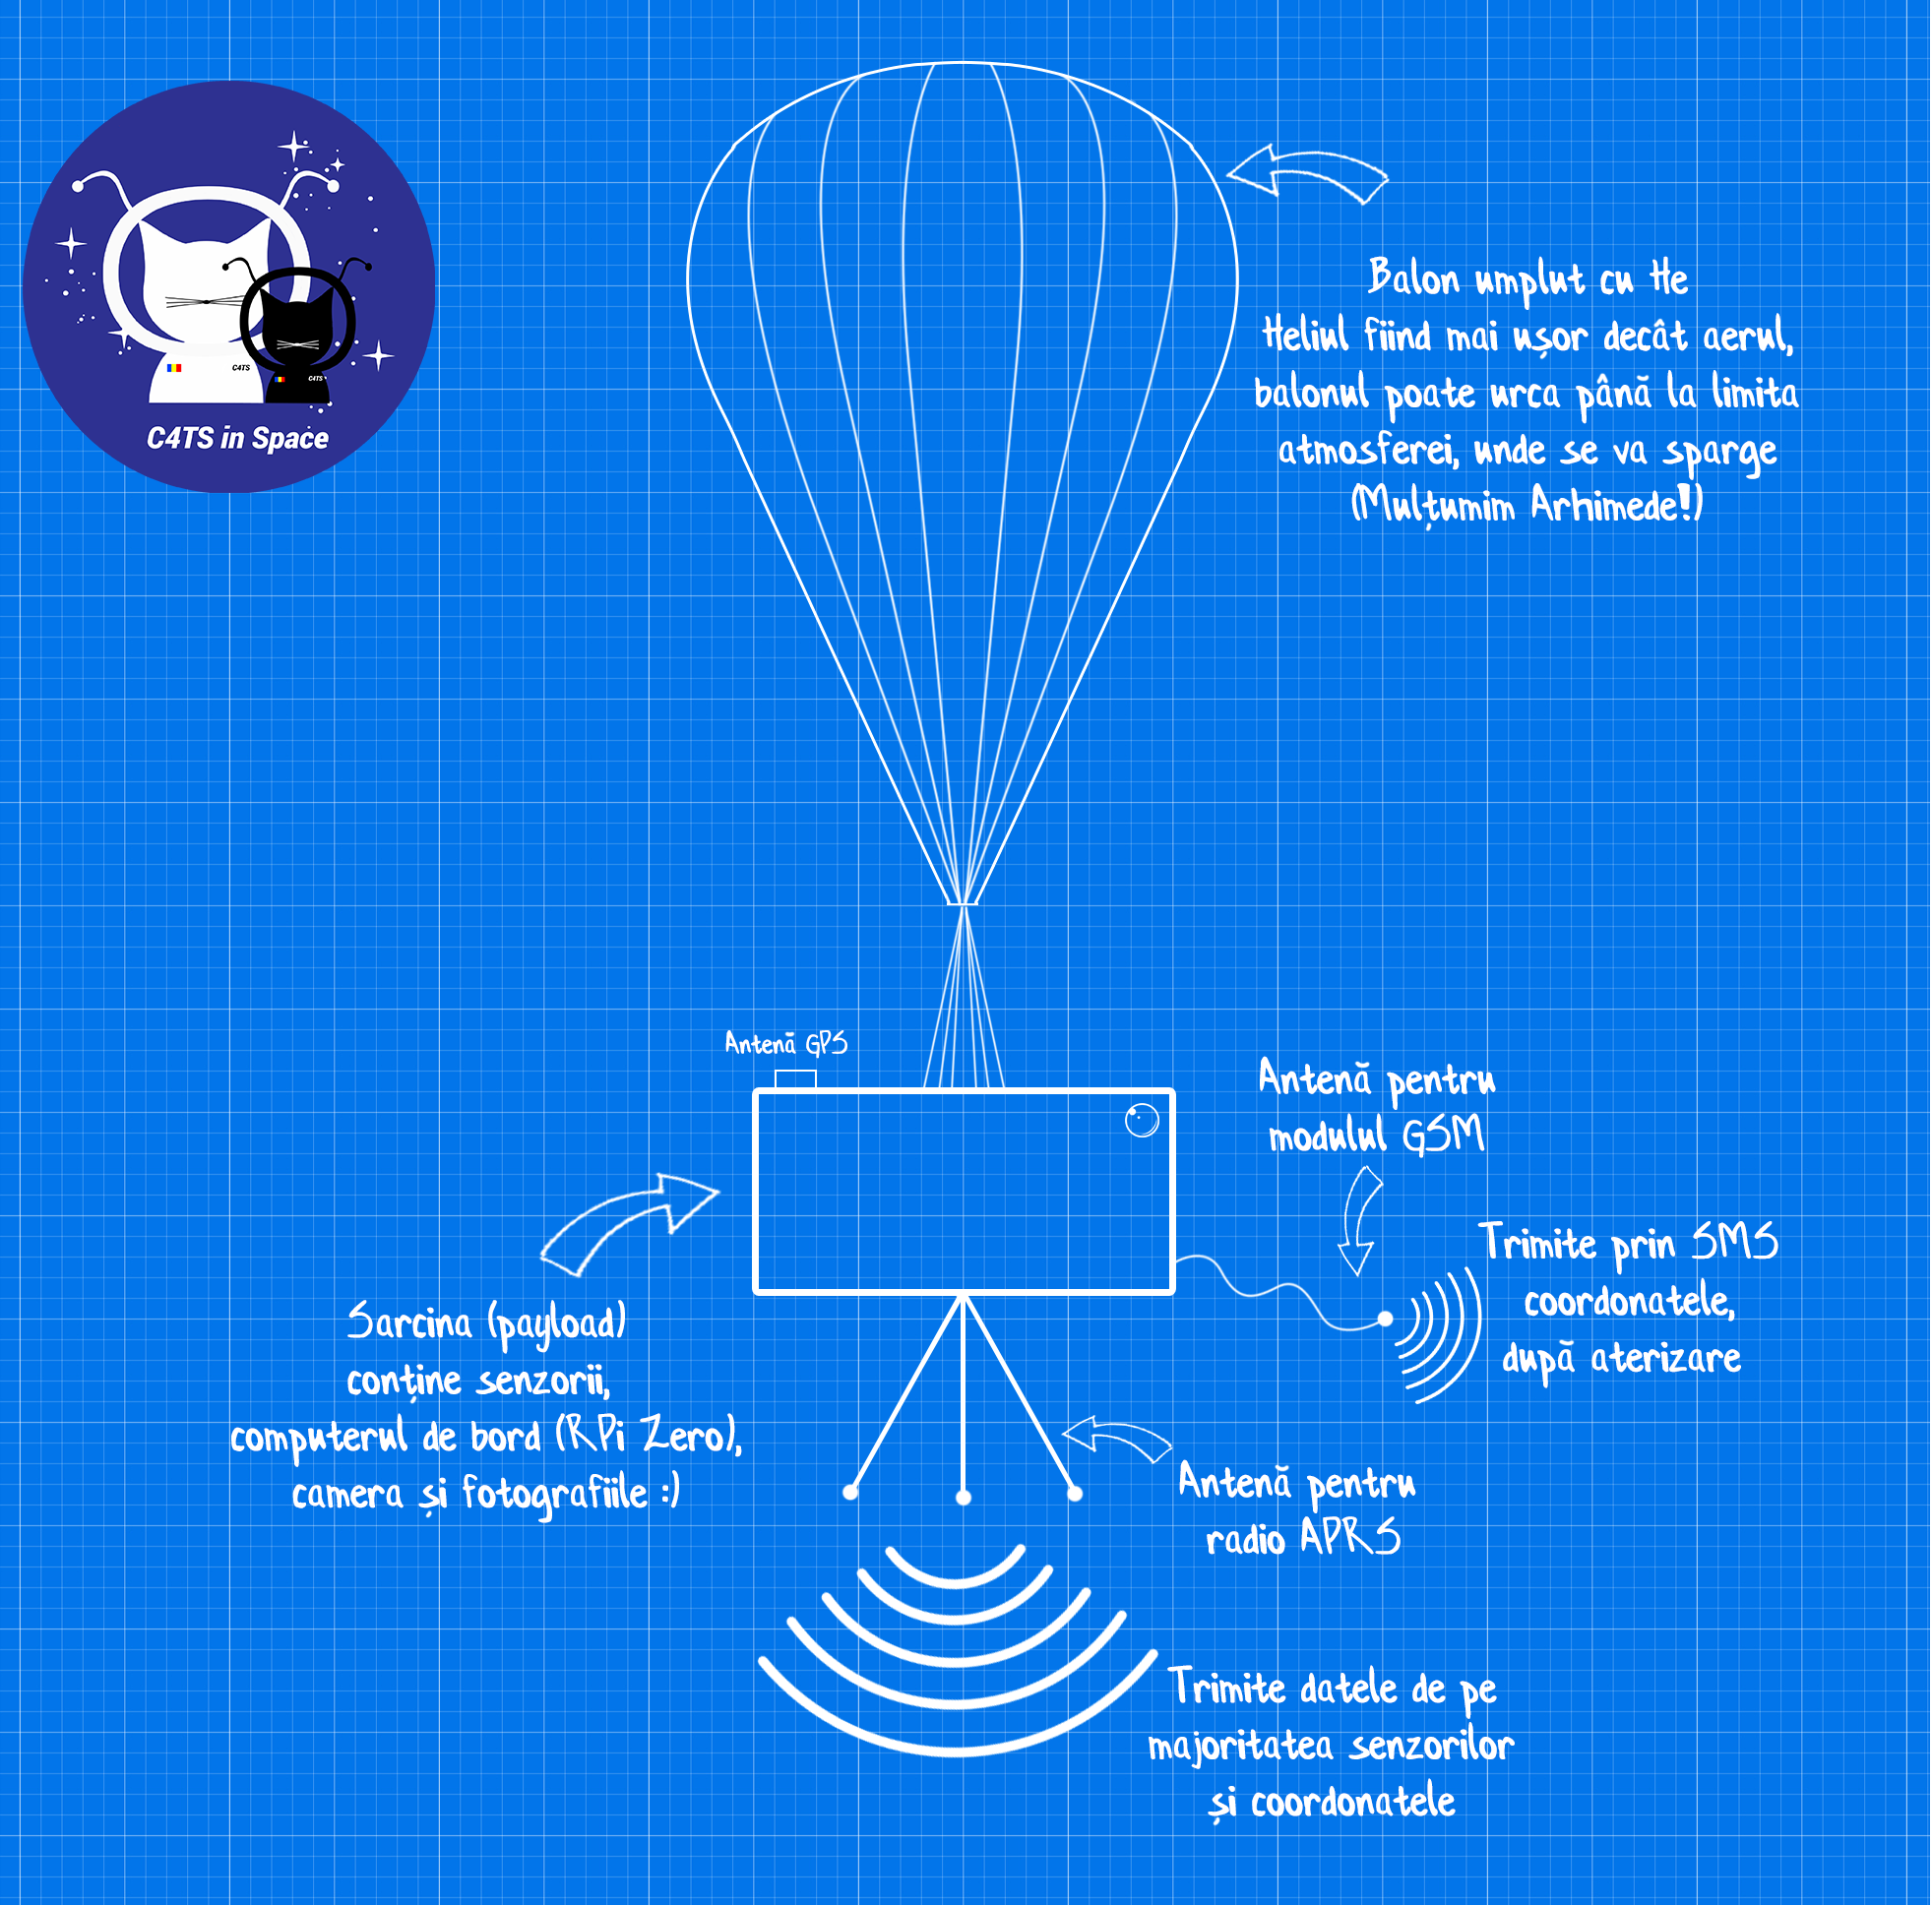 C4TS
C4TS
C4TS in Space
Balon umplut cu He
Heliul fiind mai ușor decât aerul,
balonul poate urca până la limita
atmosferei, unde se va sparge
(Mulțumim Arhimede!)
Antenă GPS
Antenă pentru
modulul GSM
Trimite prin SMS
coordonatele,
după aterizare
Sarcina (payload)
conține senzorii,
computerul de bord (RPi Zero),
camera și fotografiile :)
Antenă pentru
radio APRS
Trimite datele de pe
majoritatea senzorilor
și coordonatele